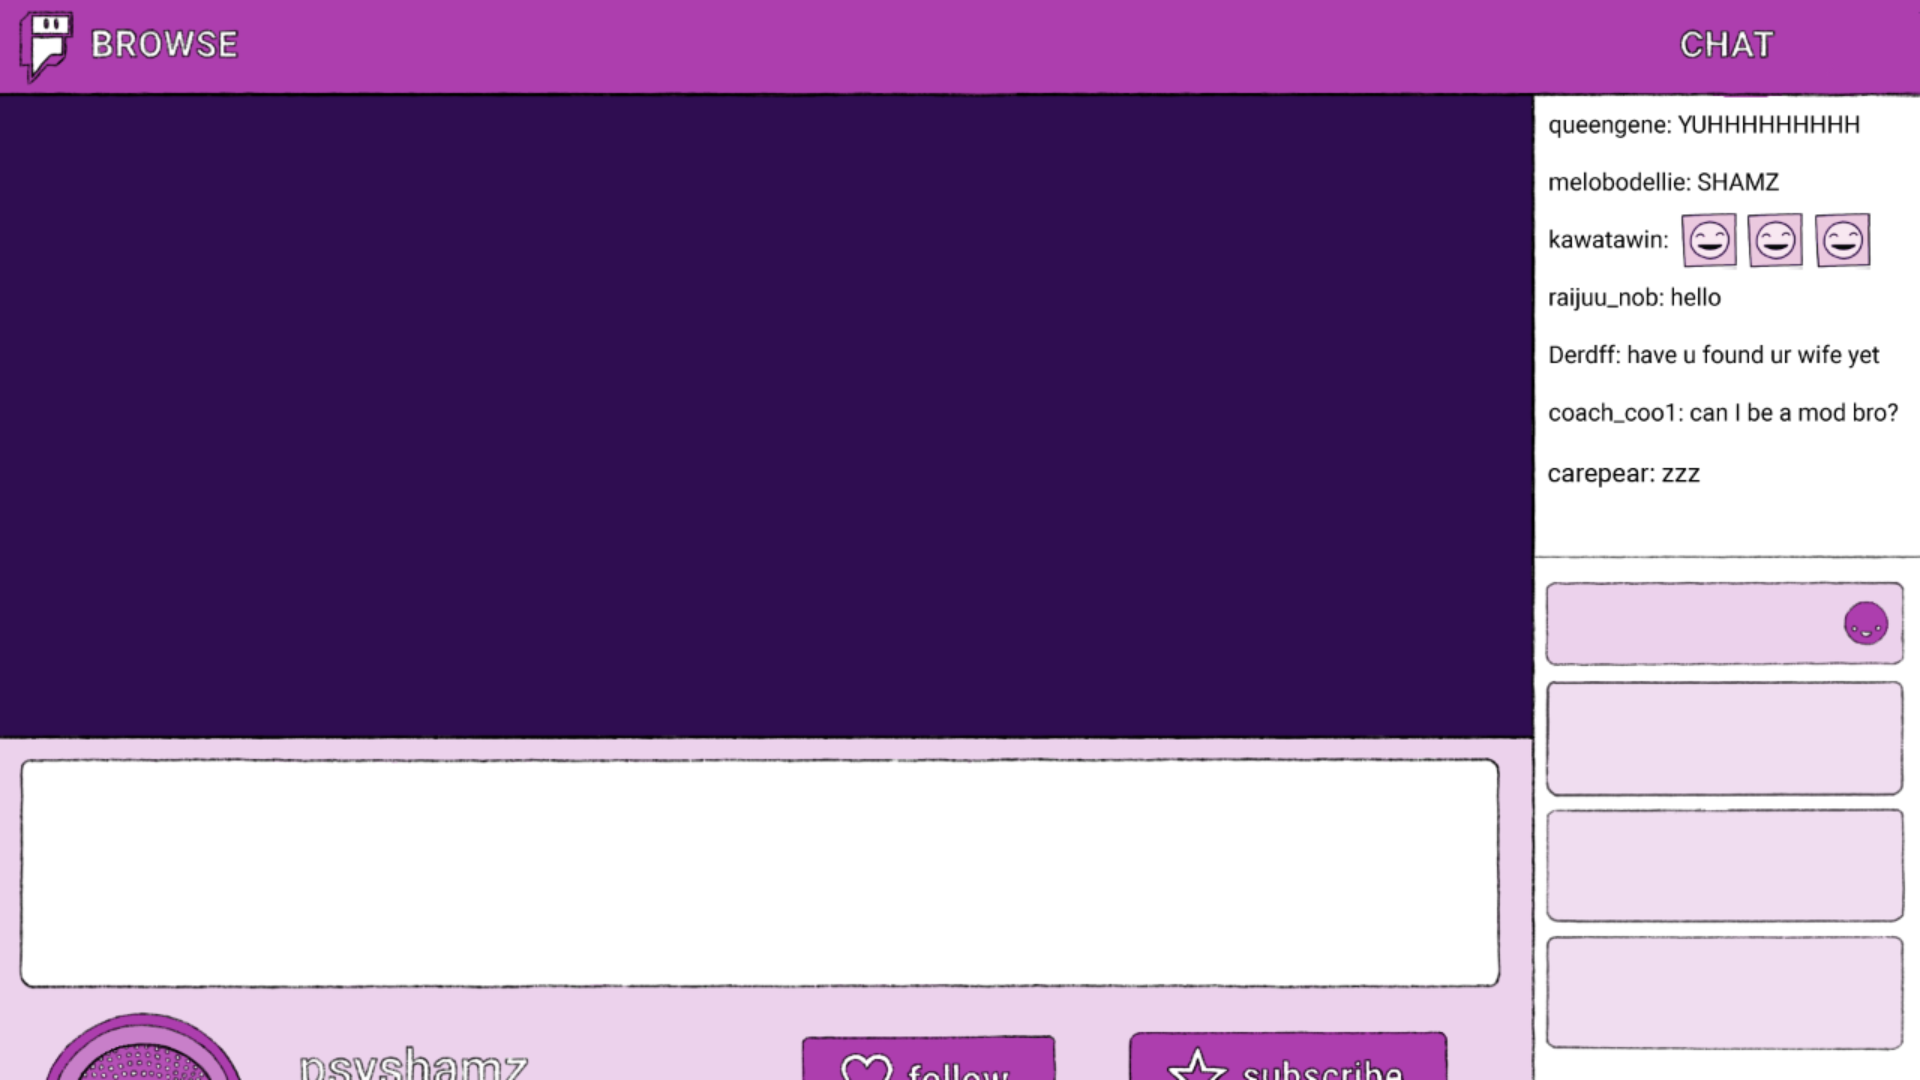 BROWSE
CHAT
queengene: YUHHHHHHHHH
melobodellie: SHAMZ
kawatawin:
raijuu_nob: hello
Derdff: have u found ur wife yet
coach_coo1: can I be a mod bro?
carepear: zzz
psyshamz
follow
subscribe